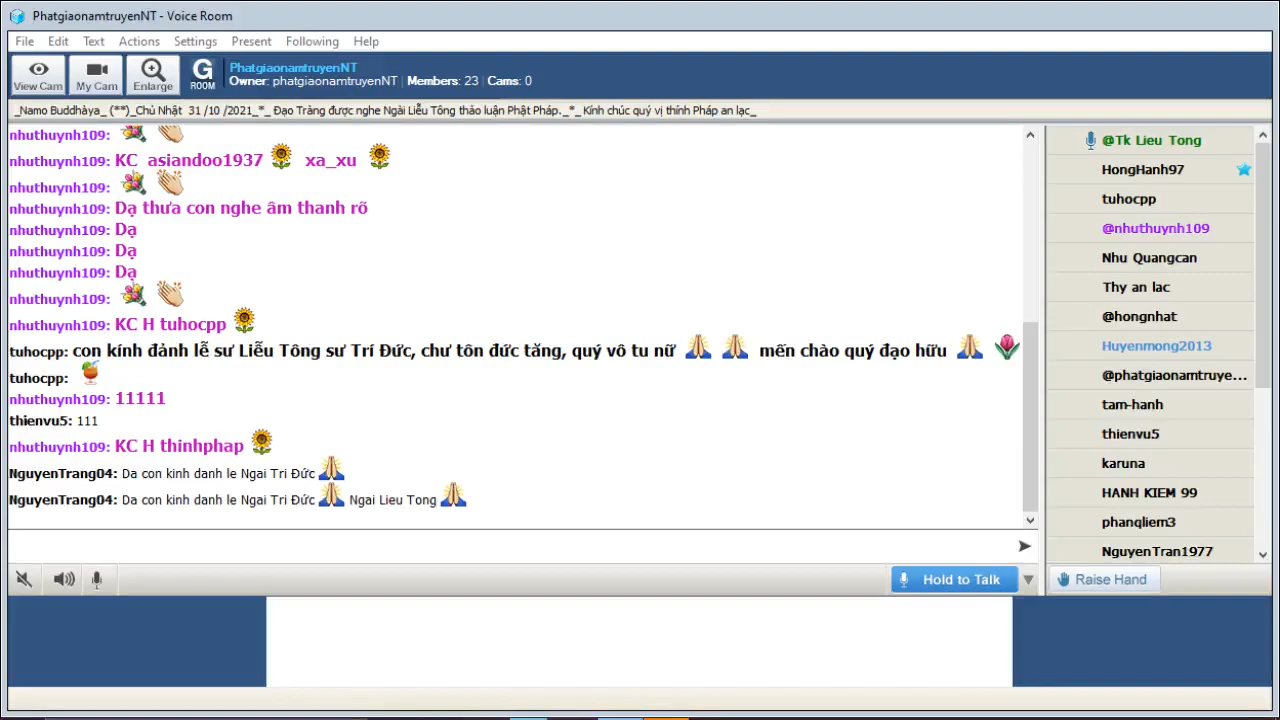 PhatgiaonamtruyenNT - Voice Room
File Edit Text Actions Settings Present Following Help
View Cam My Cam Enlarge G ROOM
PhatgiaonamtruyenNT
Owner: phatgiaonamtruyenNT | Members: 23 | Cams: 0
_Namo Buddhàya_ (**)_Chủ Nhật 31 /10 /2021_*_ Đạo Tràng được nghe Ngài Liễu Tông thảo luận Phật Pháp._*_ Kính chúc quý vị thính Pháp an lạc_
nhuthuynh109:
nhuthuynh109: KC asiandoo1937 xa_xu
nhuthuynh109:
nhuthuynh109: Dạ thưa con nghe âm thanh rõ
nhuthuynh109: Dạ
nhuthuynh109: Dạ
nhuthuynh109: Dạ
nhuthuynh109:
nhuthuynh109: KC H tuhocpp
tuhocpp: con kính đảnh lễ sư Liễu Tông sư Trí Đức, chư tôn đức tăng, quý vô tu nữ mến chào quý đạo hữu
tuhocpp:
nhuthuynh109: 11111
thienvu5: 111
nhuthuynh109: KC H thinhphap
NguyenTrang04: Da con kinh danh le Ngai Tri Đức
NguyenTrang04: Da con kinh danh le Ngai Tri Đức Ngai Lieu Tong
@Tk Lieu Tong
HongHanh97
tuhocpp
@nhuthuynh109
Nhu Quangcan
Thy an lac
@hongnhat
Huyenmong2013
@phatgiaonamtruye...
tam-hanh
thienvu5
karuna
HANH KIEM 99
phanqliem3
NguyenTran1977
Hold to Talk
Raise Hand